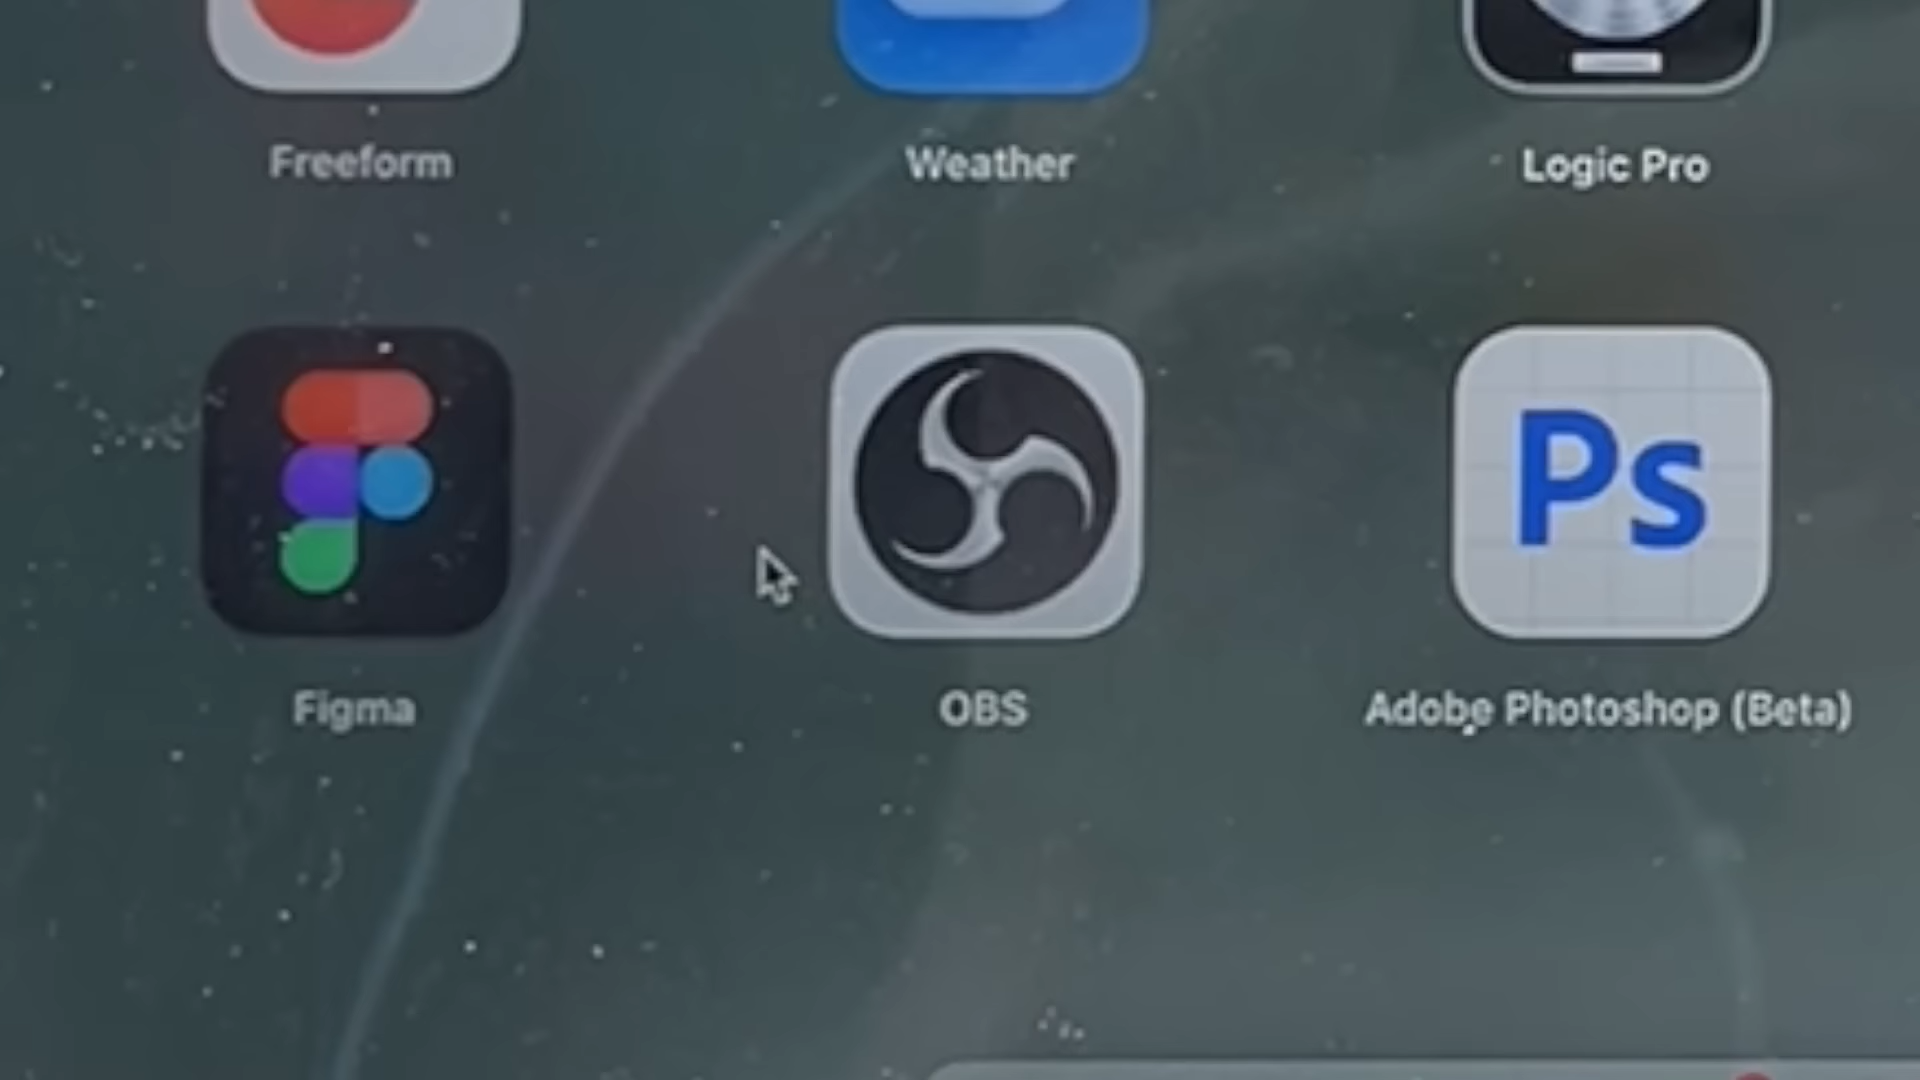 Freeform
Weather
Logic Pro
Ps
Figma
OBS
Adobe Photoshop (Beta)